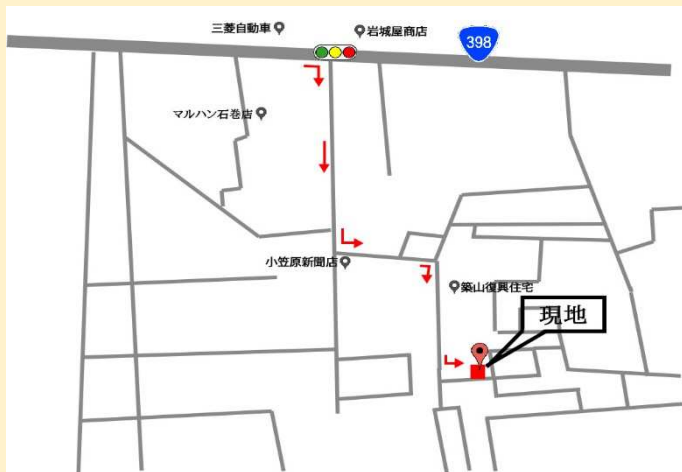 三菱自動車
岩城屋商店
398
マルハン石巻店
小笠原新聞店
築山復興住宅
現地